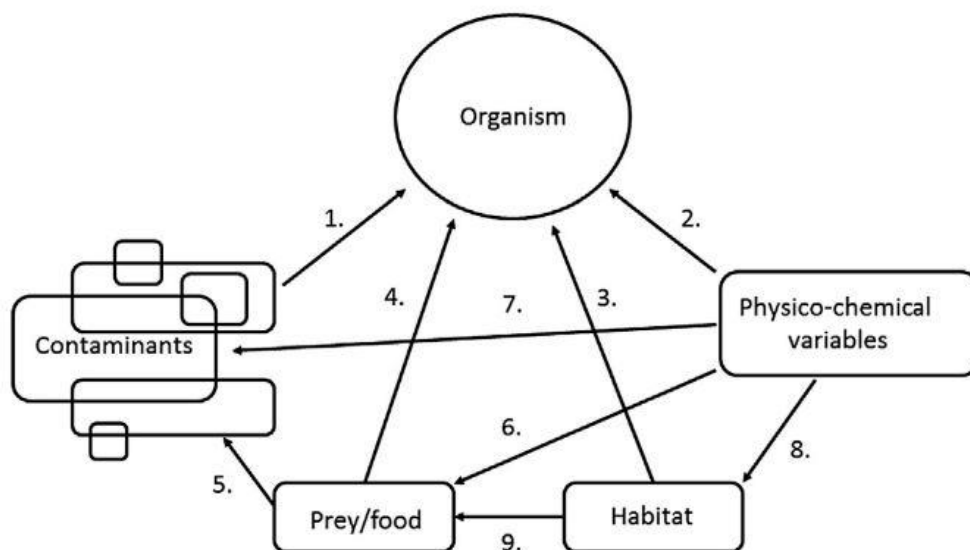 Organism
1.
2.
4.
7.
3.
Physico-chemical
variables
Contaminants
6.
8.
5.
Prey/food
Habitat
9.